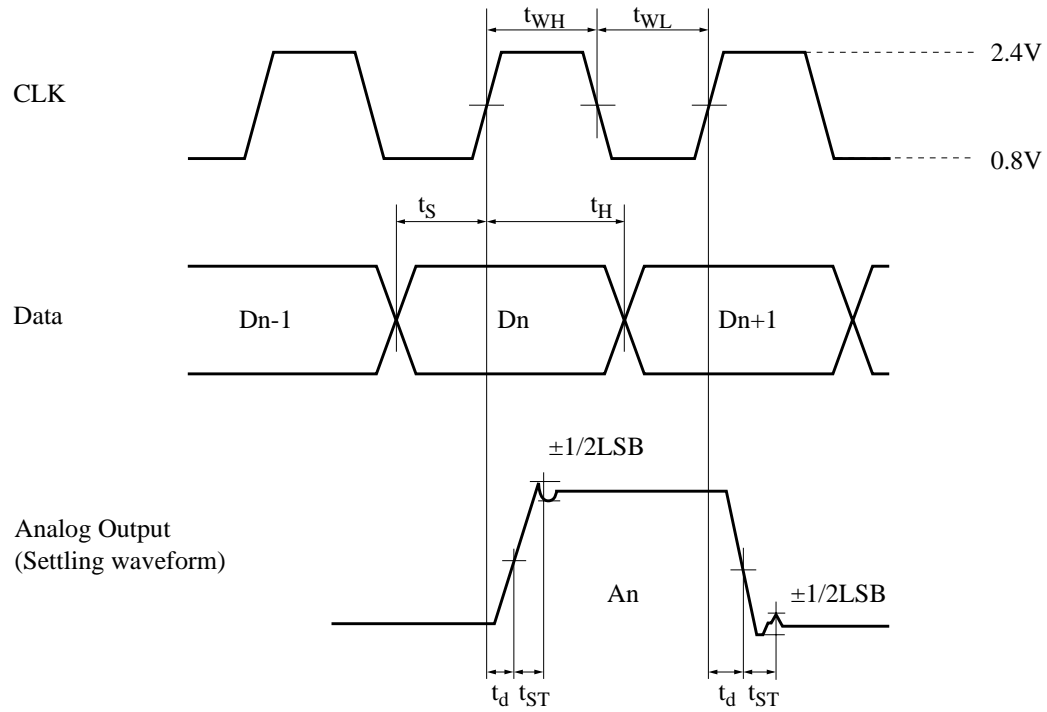 tWH tWL
2.4V
CLK
0.8V
tS tH
Data Dn-1 Dn Dn+1
±1/2LSB
Analog Output
(Settling waveform)
An ±1/2LSB
td tST td tST